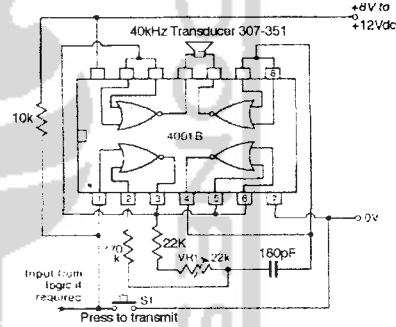 +8V to
+12Vdc
40kHz Transducer 307-351
8
10k
4001B
1 2 3 4 5 6 7
0V
22K
VR1 22k
180pF
k
Input from
logic if
required
S1
Press to transmit